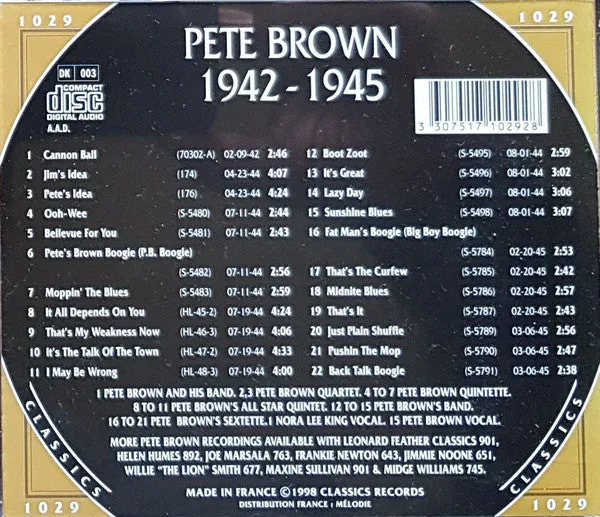 1029
1029
PETE BROWN
1942 - 1945
DK 003
COMPACT
disc
DIGITAL AUDIO
A.A.D.
3 307517 102928
1 Cannon Ball (70302-A) 02-09-42 2:46
2 Jim's Idea (174) 04-23-44 4:07
3 Pete's Idea (176) 04-23-44 4:24
4 Ooh-Wee (S-5480) 07-11-44 2:44
5 Bellevue For You (S-5481) 07-11-44 2:43
6 Pete's Brown Boogie (P.B. Boogie)
(S-5482) 07-11-44 2:56
7 Moppin' The Blues (S-5483) 07-11-44 2:59
8 It All Depends On You (HL-45-2) 07-19-44 4:24
9 That's My Weakness Now (HL-46-3) 07-19-44 4:06
10 It's The Talk Of The Town (HL-47-2) 07-19-44 4:33
11 I May Be Wrong (HL-48-3) 07-19-44 4:00
12 Boot Zoot (S-5495) 08-01-44 2:59
13 It's Great (S-5496) 08-01-44 3:02
14 Lazy Day (S-5497) 08-01-44 3:06
15 Sunshine Blues (S-5498) 08-01-44 3:07
16 Fat Man's Boogie (Big Boy Boogie)
(S-5784) 02-20-45 2:53
17 That's The Curfew (S-5785) 02-20-45 2:42
18 Midnite Blues (S-5786) 02-20-45 2:57
19 That's It (S-5787) 02-20-45 2:43
20 Just Plain Shuffle (S-5789) 03-06-45 2:56
21 Pushin The Mop (S-5790) 03-06-45 2:47
22 Back Talk Boogie (S-5791) 03-06-45 2:38
1 PETE BROWN AND HIS BAND. 2,3 PETE BROWN QUARTET. 4 TO 7 PETE BROWN QUINTETTE.
8 TO 11 PETE BROWN'S ALL STAR QUINTET. 12 TO 15 PETE BROWN'S BAND.
16 TO 21 PETE BROWN'S SEXTETTE. 1 NORA LEE KING VOCAL. 15 PETE BROWN VOCAL.
MORE PETE BROWN RECORDINGS AVAILABLE WITH LEONARD FEATHER CLASSICS 901,
HELEN HUMES 892, JOE MARSALA 763, FRANKIE NEWTON 643, JIMMIE NOONE 651,
WILLIE "THE LION" SMITH 677, MAXINE SULLIVAN 901 & MIDGE WILLIAMS 745.
MADE IN FRANCE ©1998 CLASSICS RECORDS
DISTRIBUTION FRANCE : MÉLODIE
CLASSICS
CLASSICS
1029
1029